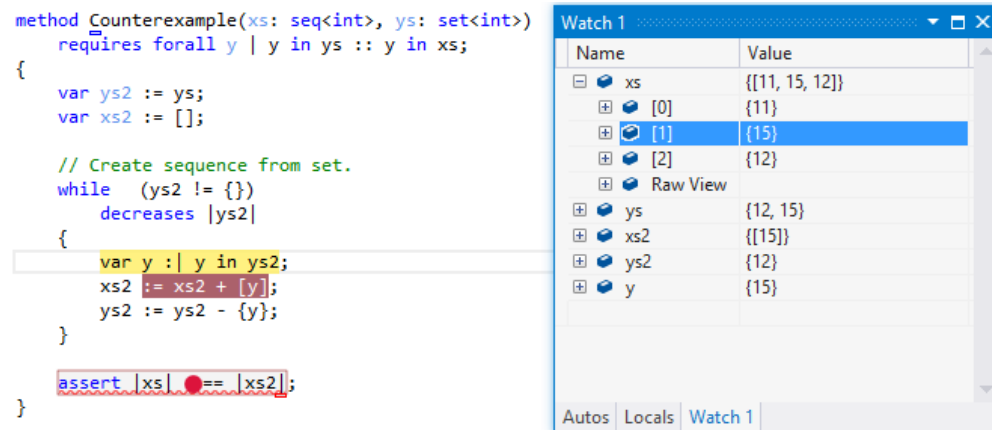 method Counterexample(xs: seq<int>, ys: set<int>)
requires forall y | y in ys :: y in xs;
{
var ys2 := ys;
var xs2 := [];
// Create sequence from set.
while (ys2 != {})
decreases |ys2|
{
var y :| y in ys2;
xs2 := xs2 + [y];
ys2 := ys2 - {y};
}
assert |xs| == |xs2|;
}
Watch 1
Name Value
xs {[11, 15, 12]}
[0] {11}
[1] {15}
[2] {12}
Raw View
ys {12, 15}
xs2 {[15]}
ys2 {12}
y {15}
Autos Locals Watch 1